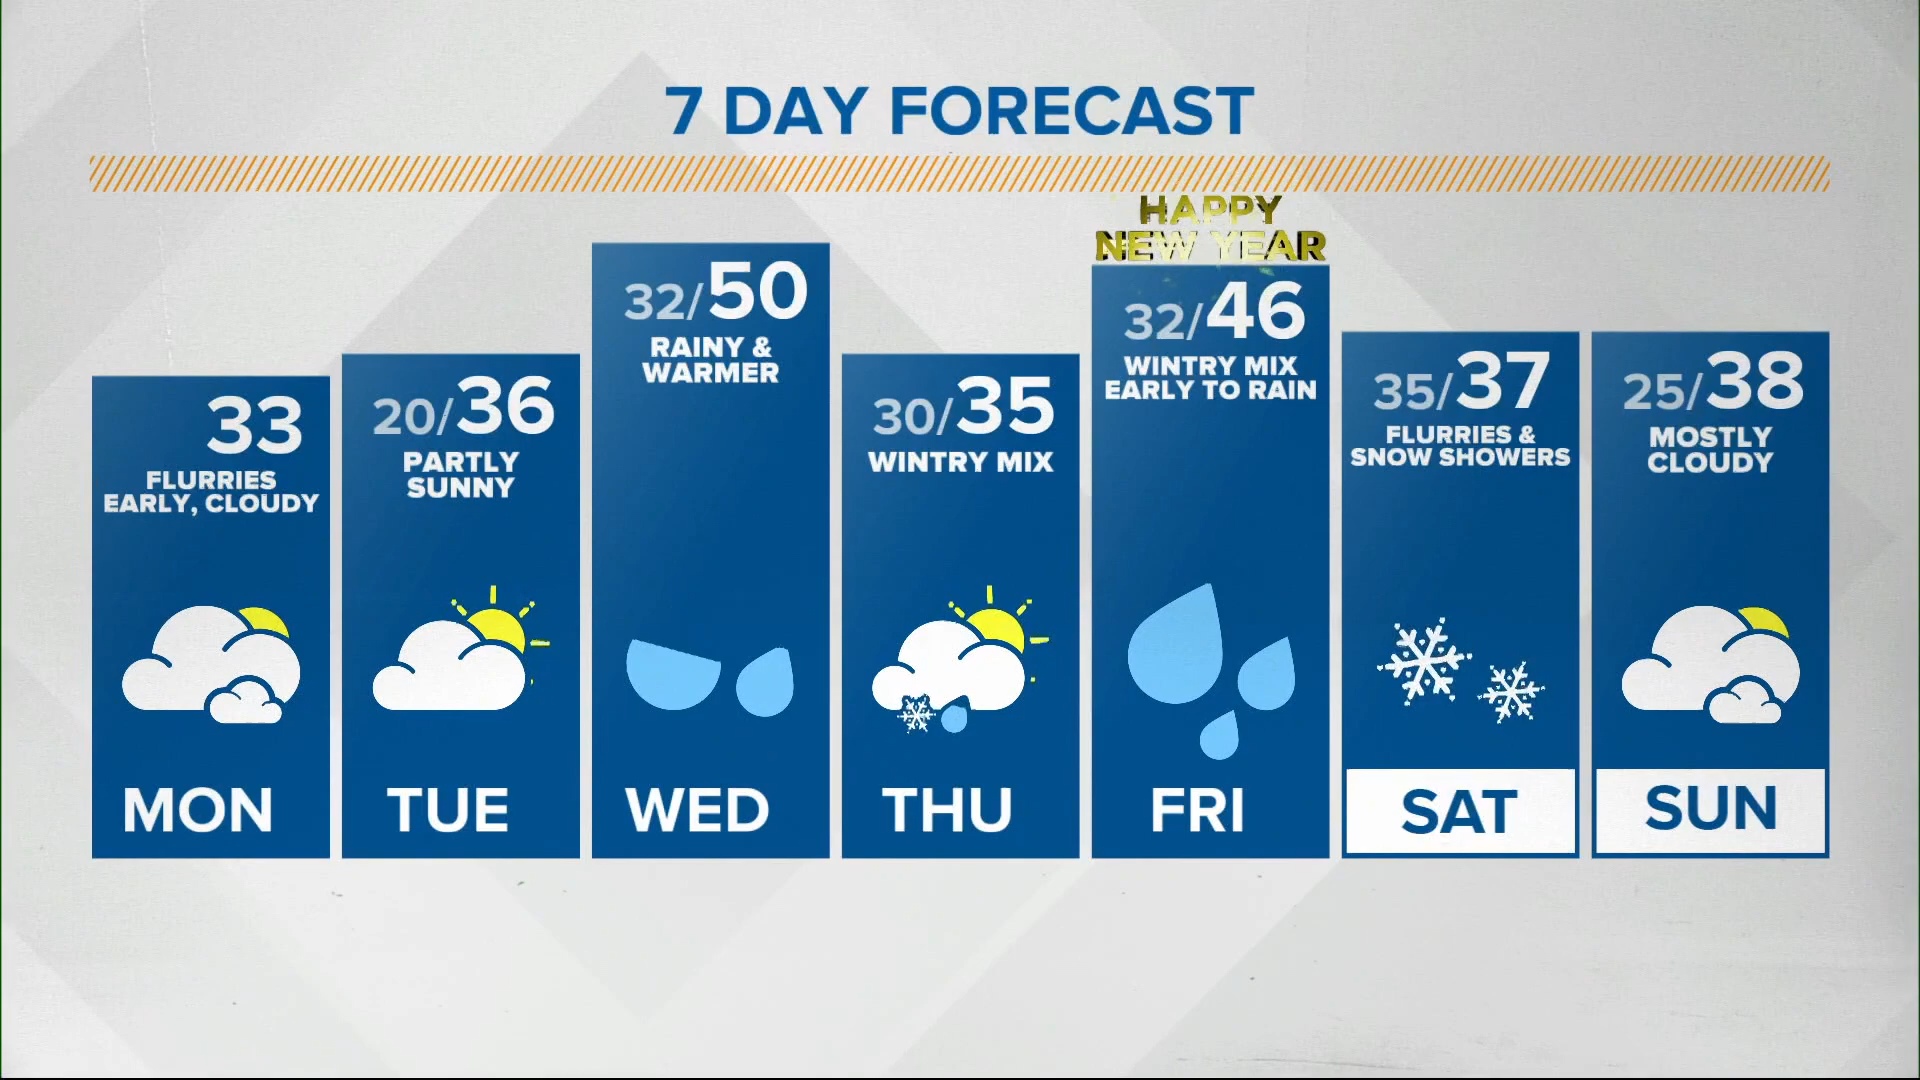 7 DAY FORECAST
HAPPY
NEW YEAR
33
FLURRIES
EARLY, CLOUDY
MON
20/36
PARTLY
SUNNY
TUE
32/50
RAINY &
WARMER
WED
30/35
WINTRY MIX
THU
32/46
WINTRY MIX
EARLY TO RAIN
FRI
35/37
FLURRIES &
SNOW SHOWERS
SAT
25/38
MOSTLY
CLOUDY
SUN